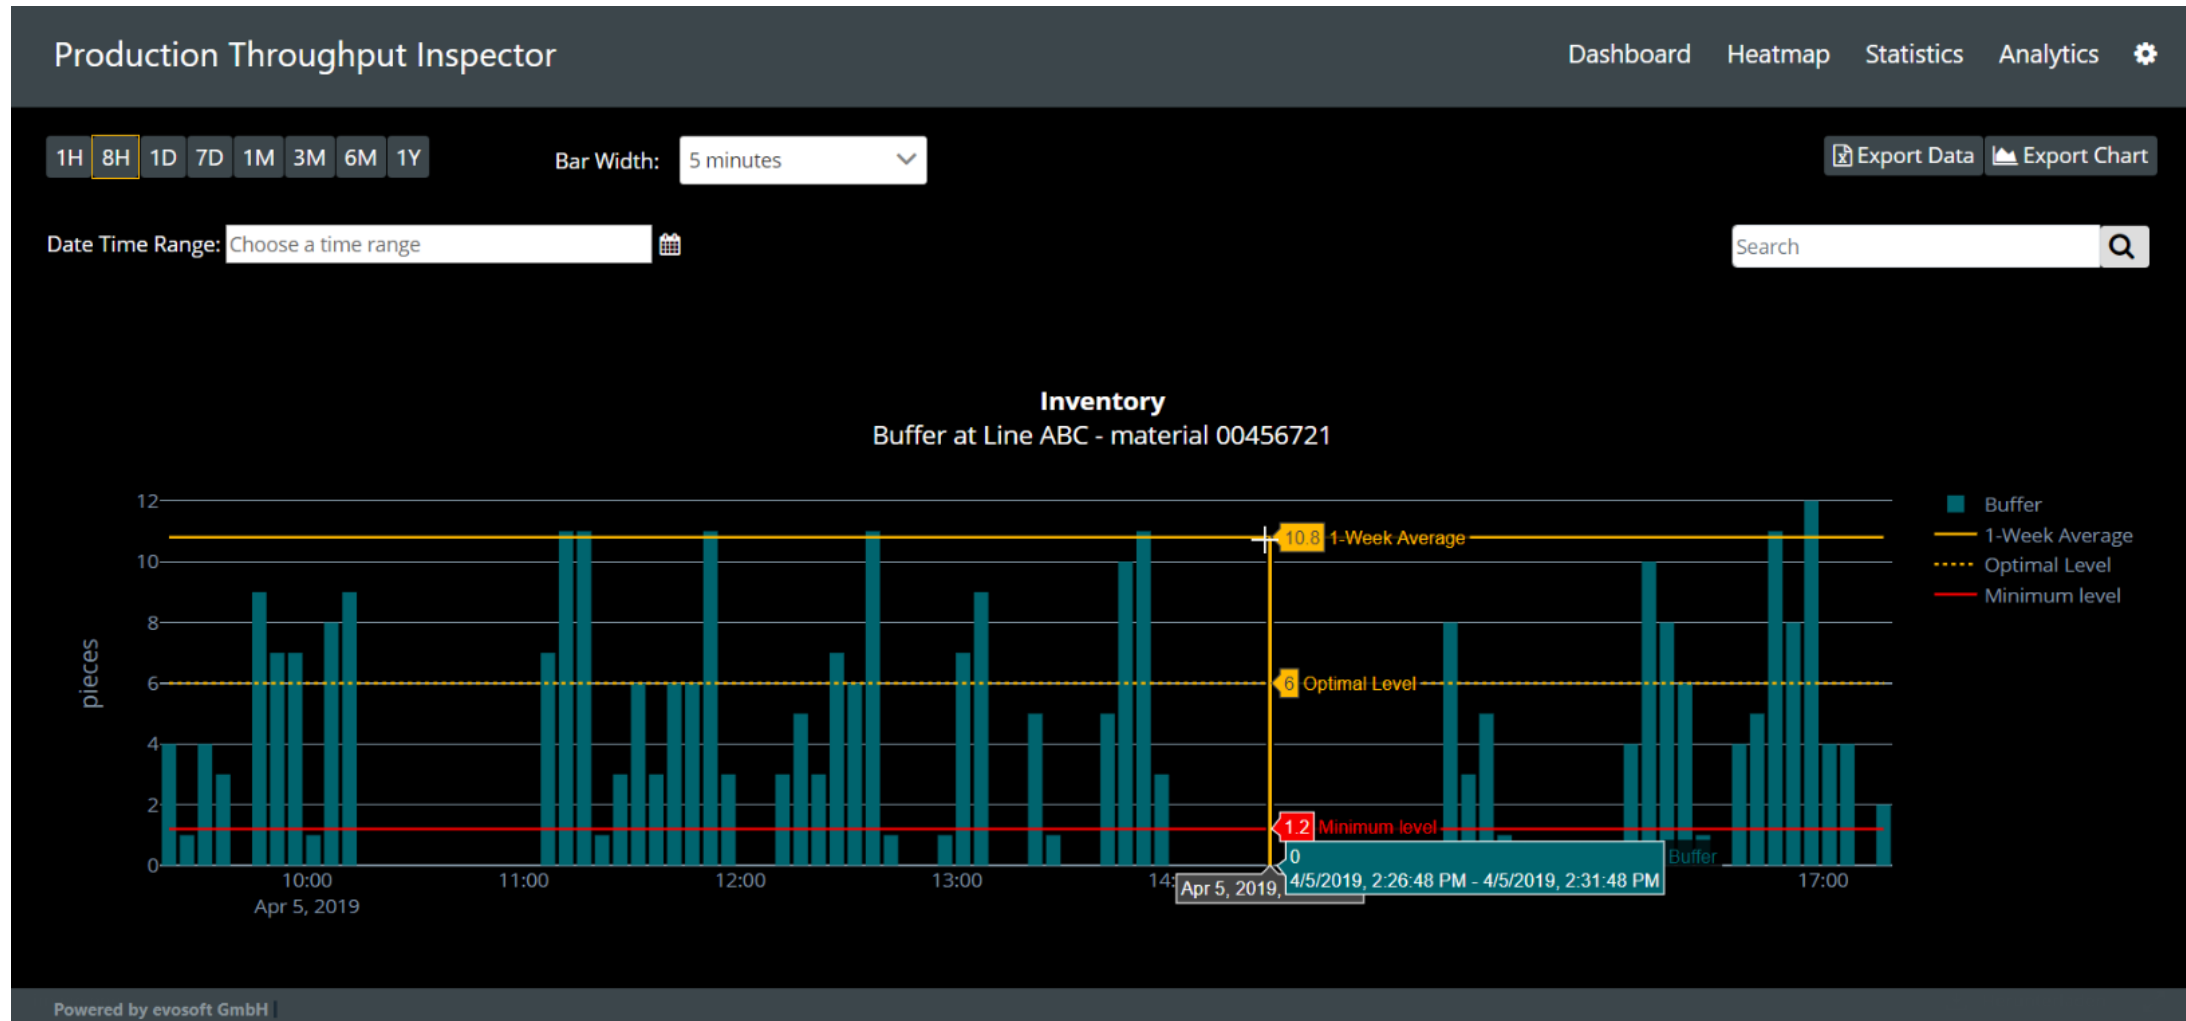 Production Throughput Inspector
Dashboard Heatmap Statistics Analytics
1H 8H 1D 7D 1M 3M 6M 1Y
Bar Width: 5 minutes
Export Data Export Chart
Date Time Range: Choose a time range
Search
Inventory
Buffer at Line ABC - material 00456721
12
10
8
6
4
2
0
pieces
10.8 1-Week Average
6 Optimal Level
1.2 Minimum level
0
4/5/2019, 2:26:48 PM - 4/5/2019, 2:31:48 PM
Buffer
Apr 5, 2019,
10:00 11:00 12:00 13:00 14: 17:00
Apr 5, 2019
Buffer
1-Week Average
Optimal Level
Minimum level
Powered by evosoft GmbH